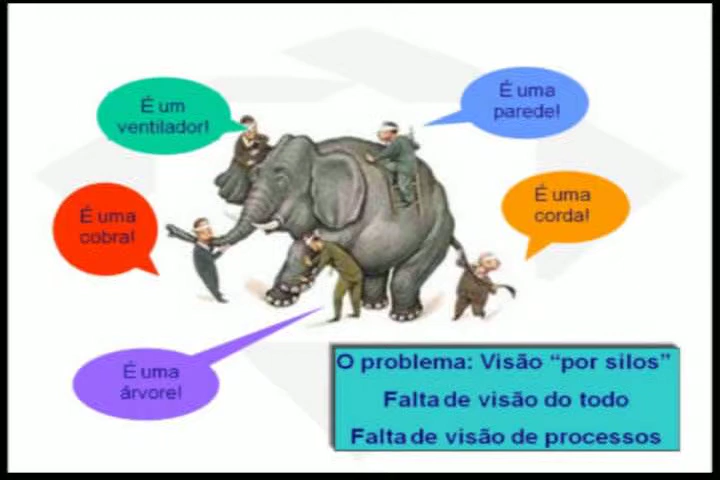 É um
ventilador!
É uma
parede!
É uma
cobra!
É uma
corda!
É uma
árvore!
O problema: Visão “por silos”
Falta de visão do todo
Falta de visão de processos